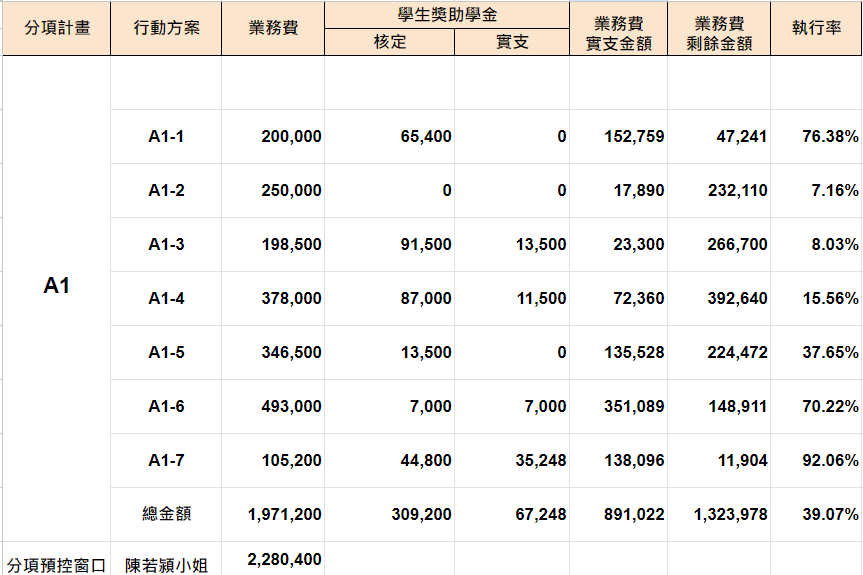 分項計畫 行動方案 業務費 學生獎助學金 業務費 業務費 執行率
核定 實支 實支金額 剩餘金額
A1
A1-1 200,000 65,400 0 152,759 47,241 76.38%
A1-2 250,000 0 0 17,890 232,110 7.16%
A1-3 198,500 91,500 13,500 23,300 266,700 8.03%
A1-4 378,000 87,000 11,500 72,360 392,640 15.56%
A1-5 346,500 13,500 0 135,528 224,472 37.65%
A1-6 493,000 7,000 7,000 351,089 148,911 70.22%
A1-7 105,200 44,800 35,248 138,096 11,904 92.06%
總金額 1,971,200 309,200 67,248 891,022 1,323,978 39.07%
分項預控窗口 陳若潁小姐 2,280,400